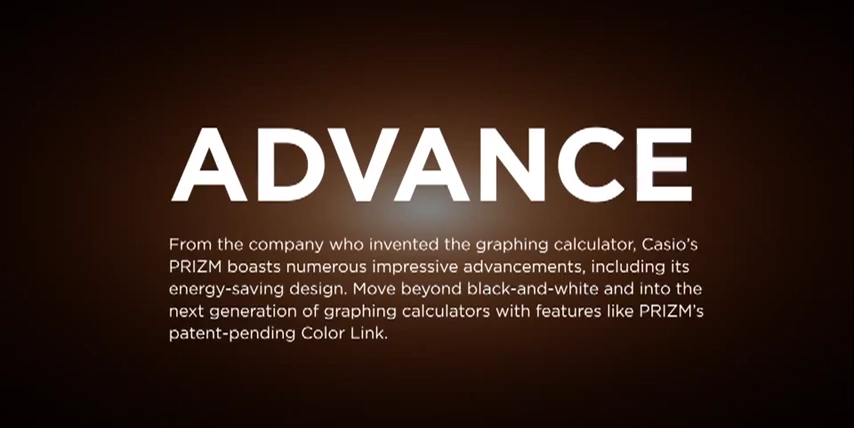 ADVANCE
From the company who invented the graphing calculator, Casio's
PRIZM boasts numerous impressive advancements, including its
energy-saving design. Move beyond black-and-white and into the
next generation of graphing calculators with features like PRIZM's
patent-pending Color Link.